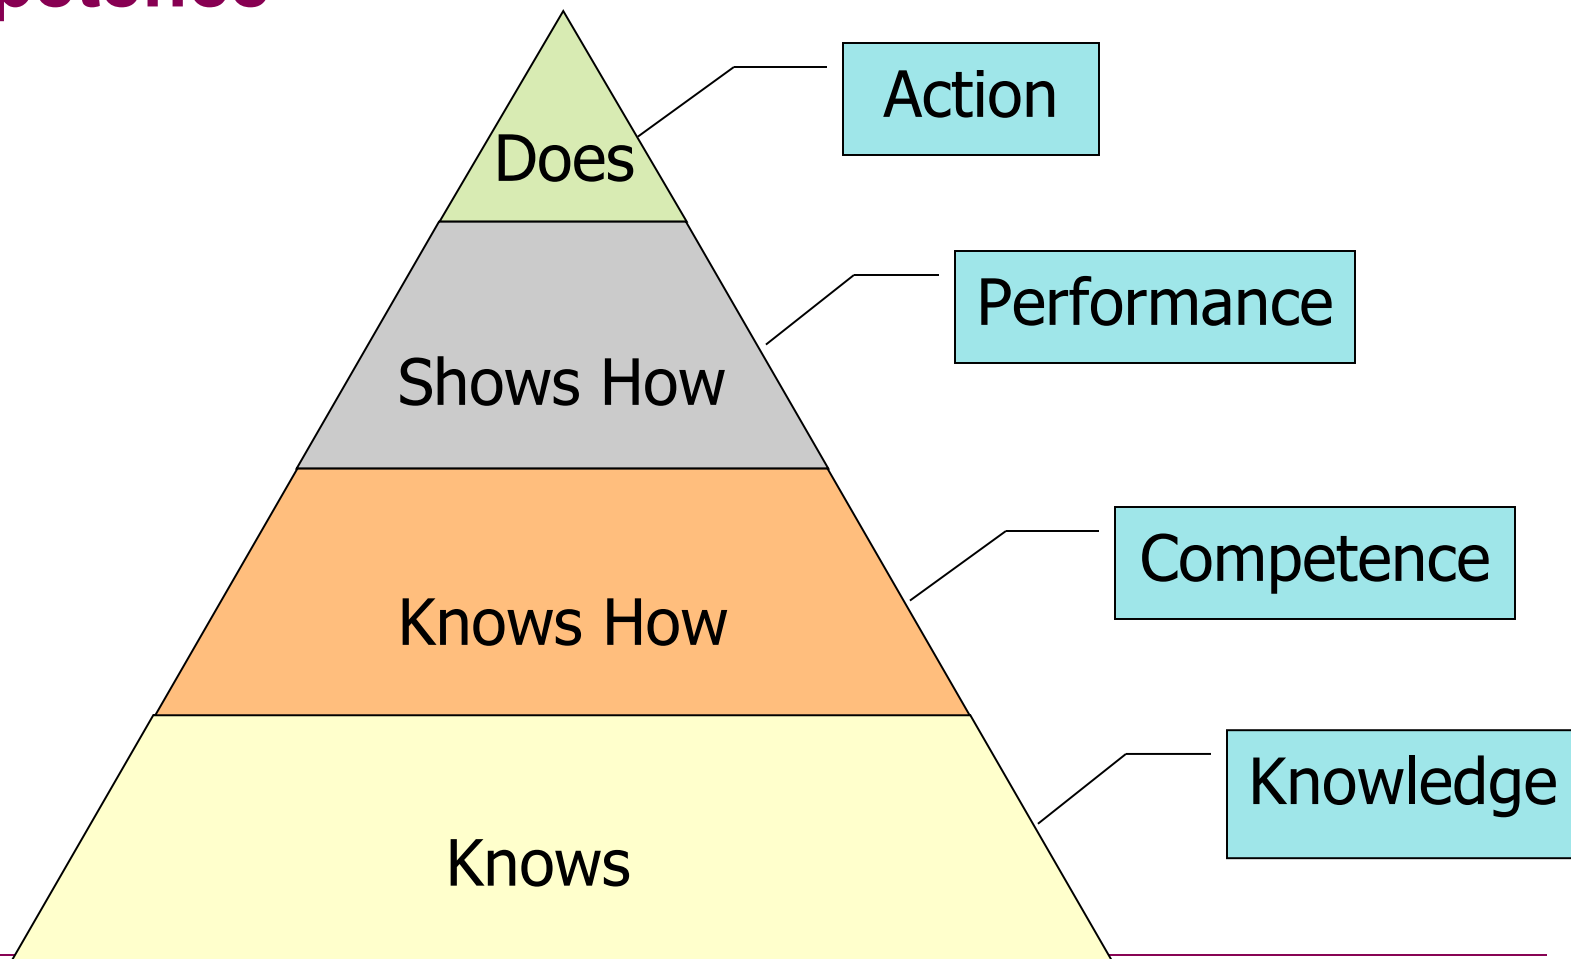 Does
Action
Shows How
Performance
Knows How
Competence
Knows
Knowledge